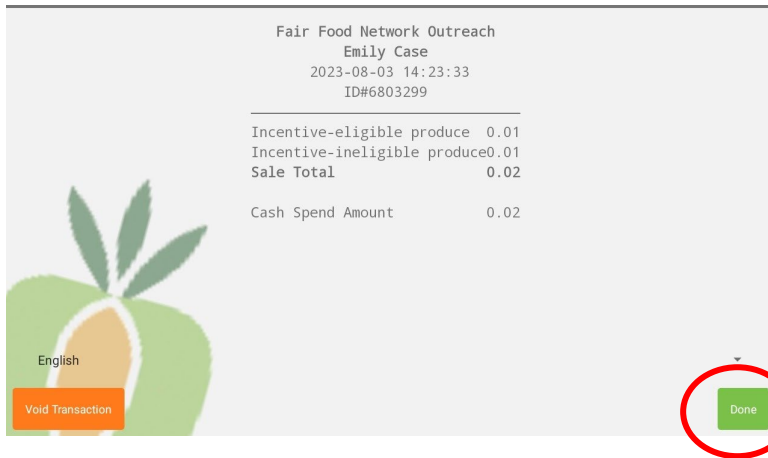 Fair Food Network Outreach
Emily Case
2023-08-03 14:23:33
ID#6803299
Incentive-eligible produce 0.01
Incentive-ineligible produce0.01
Sale Total 0.02
Cash Spend Amount 0.02
English
Void Transaction Done